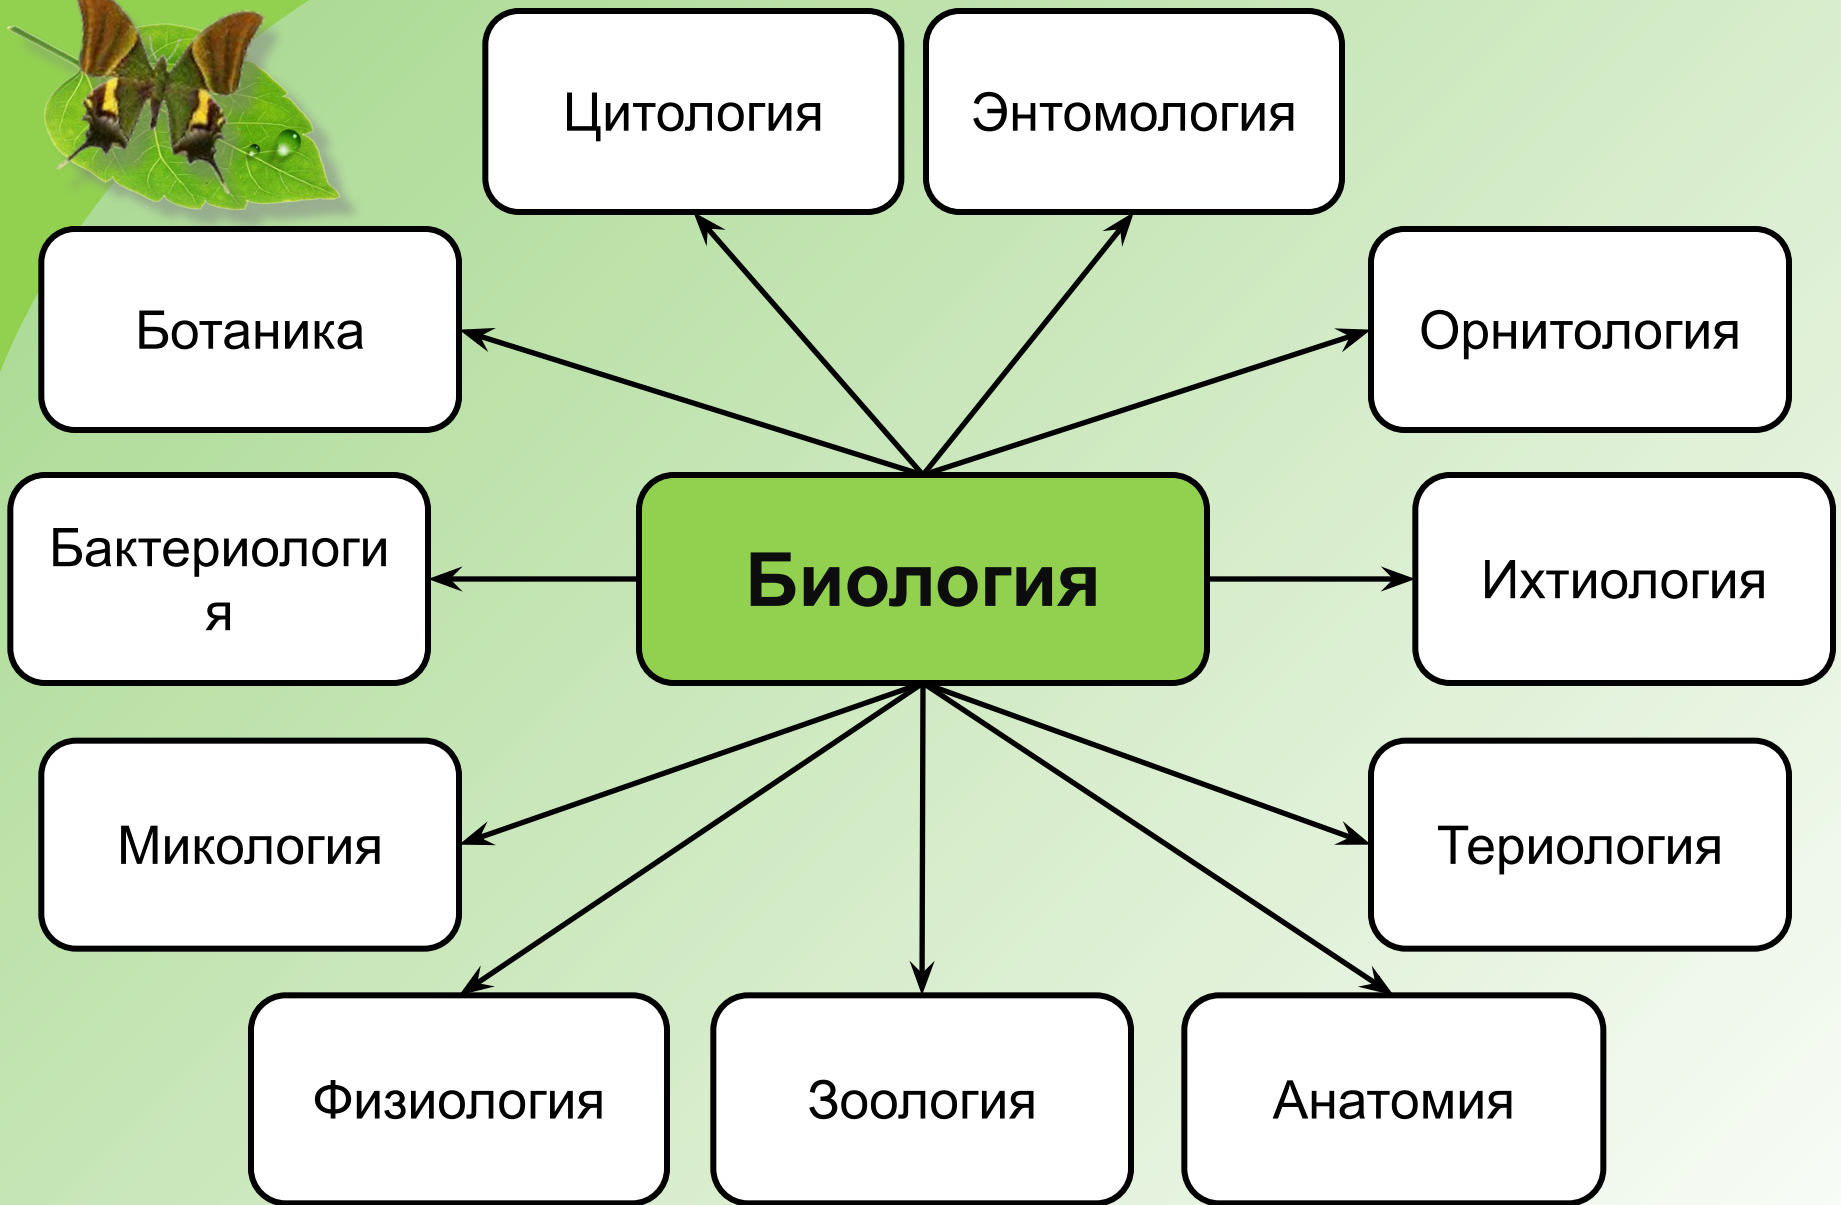 Цитология
Энтомология
Ботаника
Орнитология
Бактериологи
я
Биология
Ихтиология
Микология
Териология
Физиология
Зоология
Анатомия